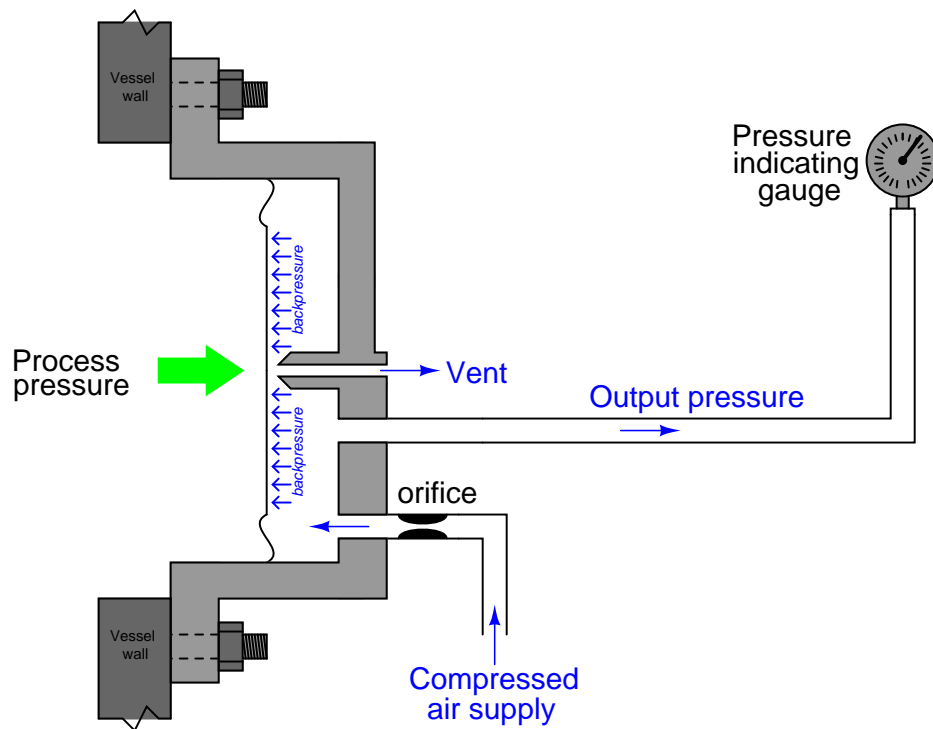 Vessel
wall
Pressure
indicating
gauge
backpressure
Process
pressure
Vent
Output pressure
backpressure
orifice
Vessel
wall
Compressed
air supply